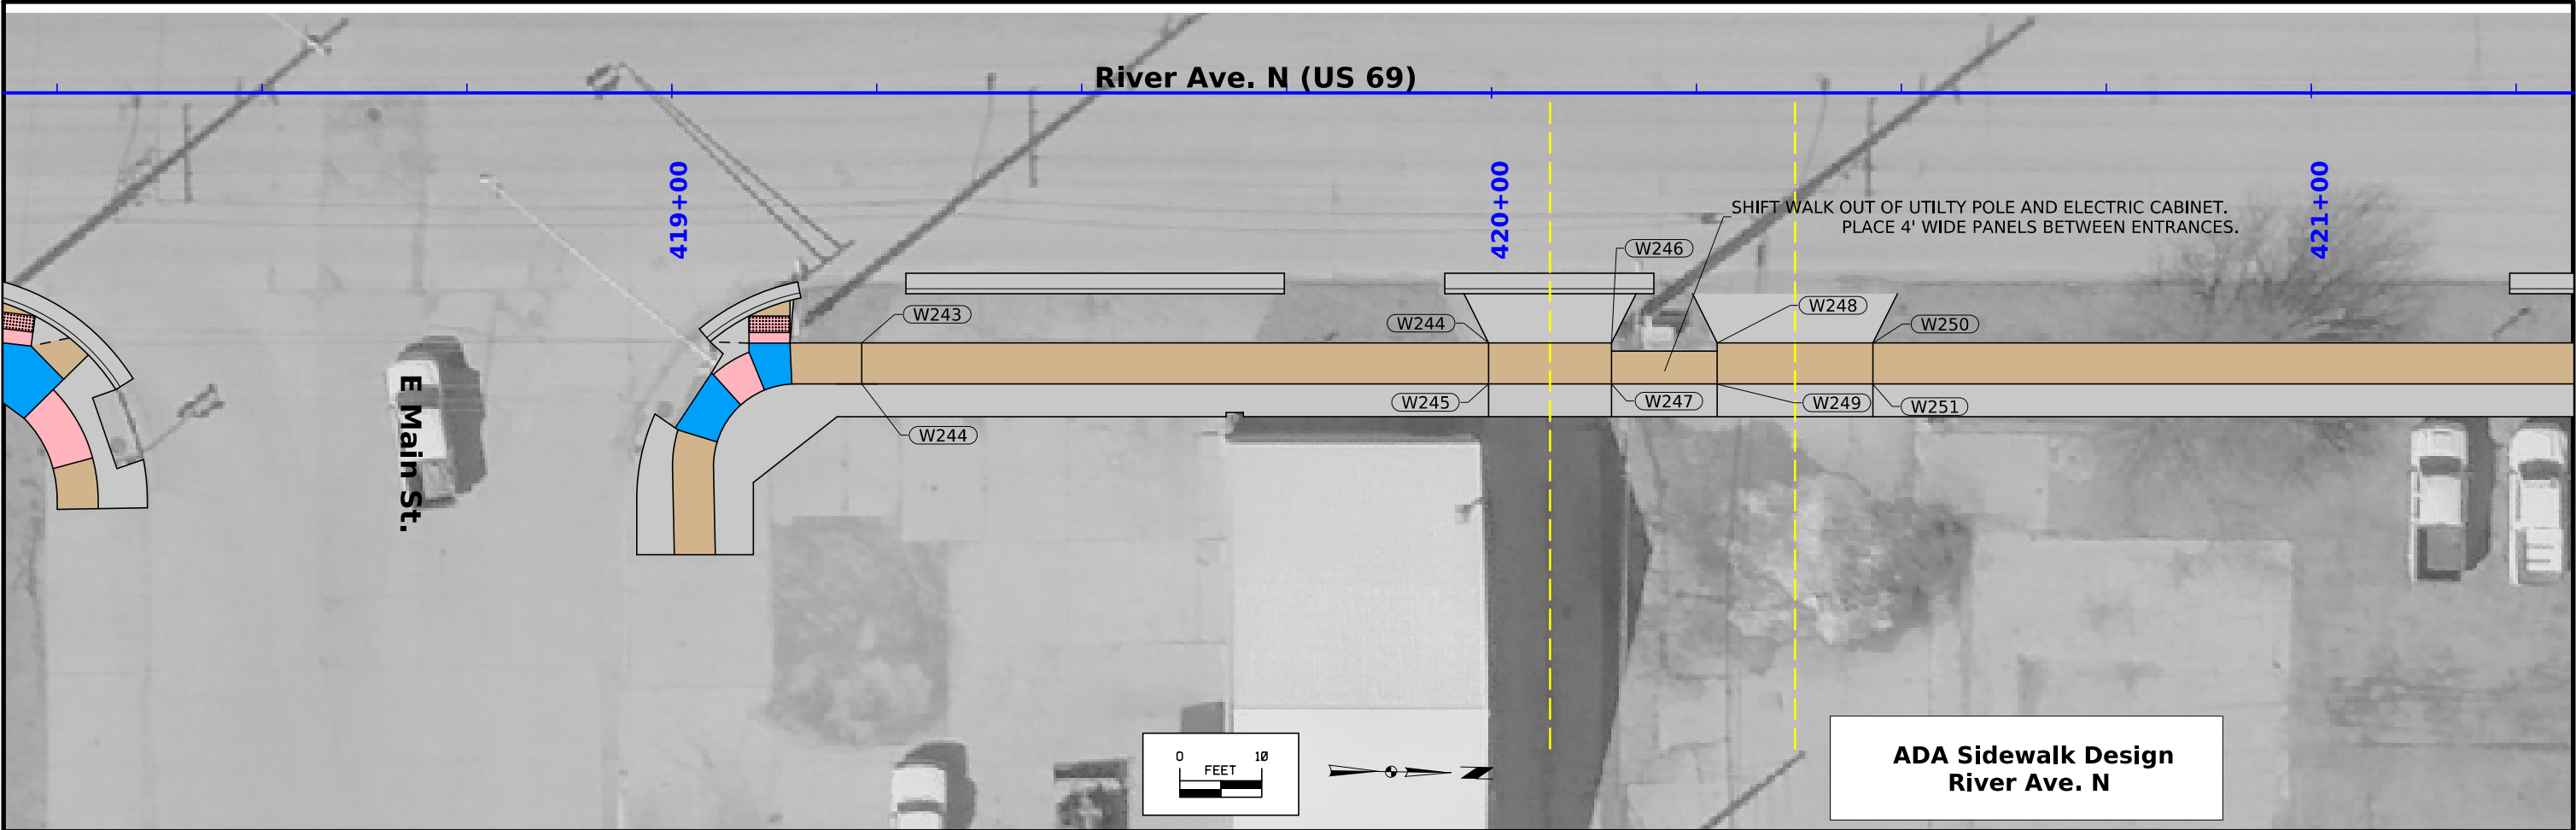 River Ave. N (US 69)
419+00
420+00
421+00
SHIFT WALK OUT OF UTILTY POLE AND ELECTRIC CABINET.
PLACE 4' WIDE PANELS BETWEEN ENTRANCES.
W246
W243
W244
W248
W250
E Main St.
W245
W247
W249
W251
W244
0 10
FEET
ADA Sidewalk Design
River Ave. N